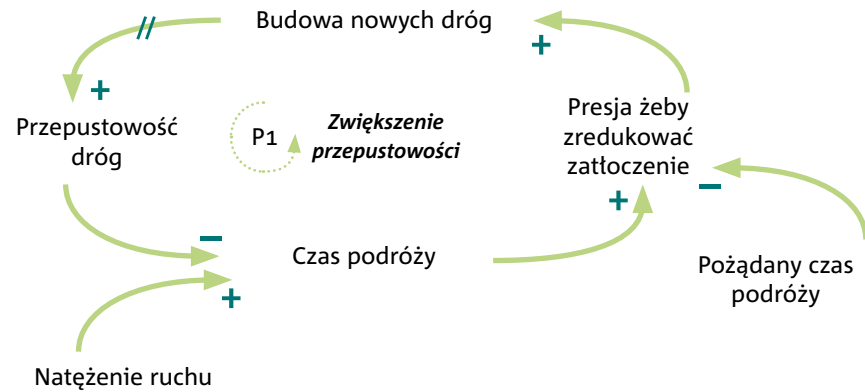 Budowa nowych dróg
+
+
Przepustowość
dróg
P1
Zwiększenie
przepustowości
Presja żeby
zredukować
zatłoczenie
+
−
−
Czas podróży
+
Pożądany czas
podróży
Natężenie ruchu